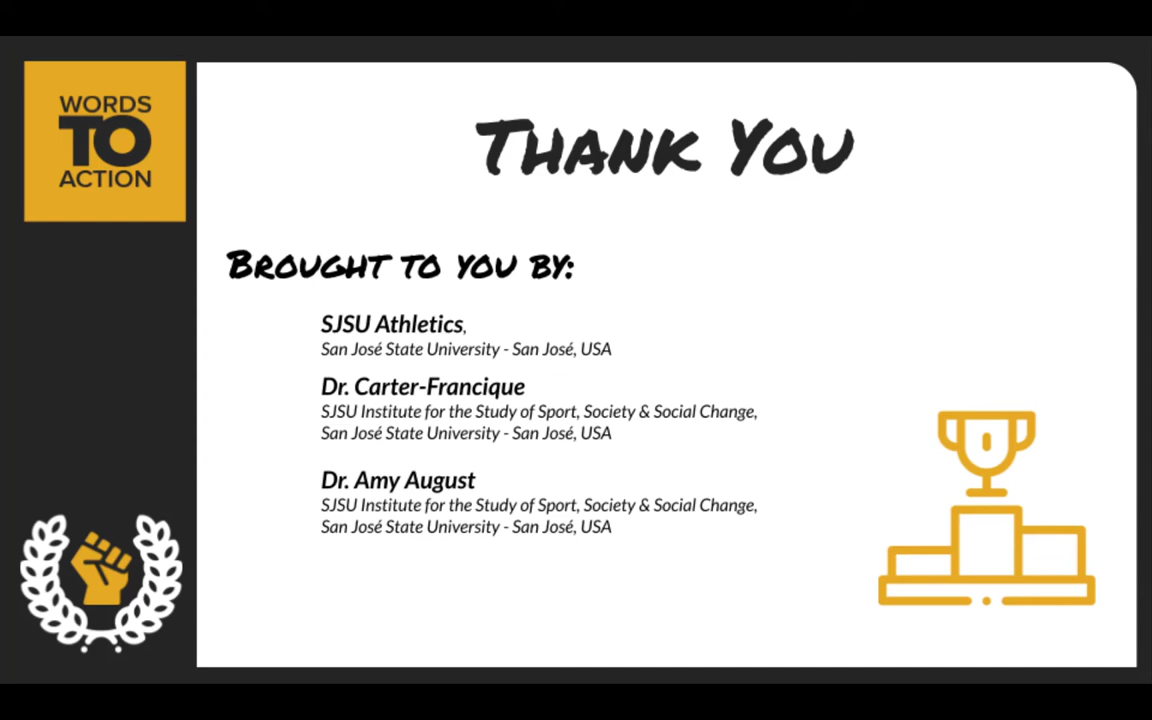 WORDS
TO
ACTION
THANK YOU
BROUGHT TO YOU BY:
SJSU Athletics,
San José State University - San José, USA
Dr. Carter-Francique
SJSU Institute for the Study of Sport, Society & Social Change,
San José State University - San José, USA
Dr. Amy August
SJSU Institute for the Study of Sport, Society & Social Change,
San José State University - San José, USA